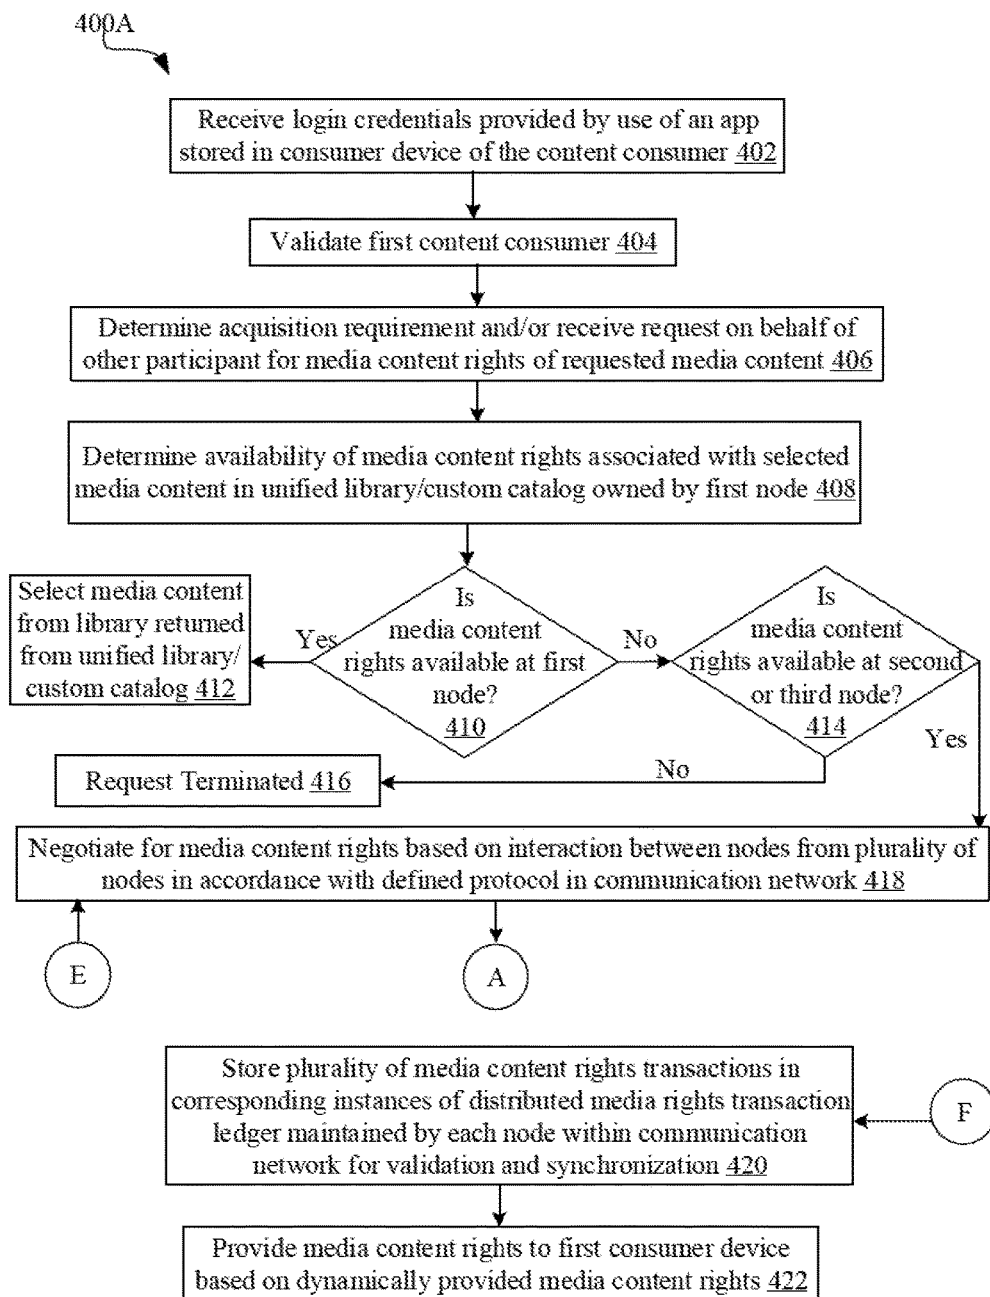 400A
Receive login credentials provided by use of an app
stored in consumer device of the content consumer 402
Validate first content consumer 404
Determine acquisition requirement and/or receive request on behalf of
other participant for media content rights of requested media content 406
Determine availability of media content rights associated with selected
media content in unified library/custom catalog owned by first node 408
Select media content
from library returned
from unified library/
custom catalog 412
Yes
Is
media content
rights available at first
node?
410
No
Is
media content
rights available at second
or third node?
414
Yes
No
Request Terminated 416
Negotiate for media content rights based on interaction between nodes from plurality of
nodes in accordance with defined protocol in communication network 418
E
A
Store plurality of media content rights transactions in
corresponding instances of distributed media rights transaction
ledger maintained by each node within communication
network for validation and synchronization 420
F
Provide media content rights to first consumer device
based on dynamically provided media content rights 422